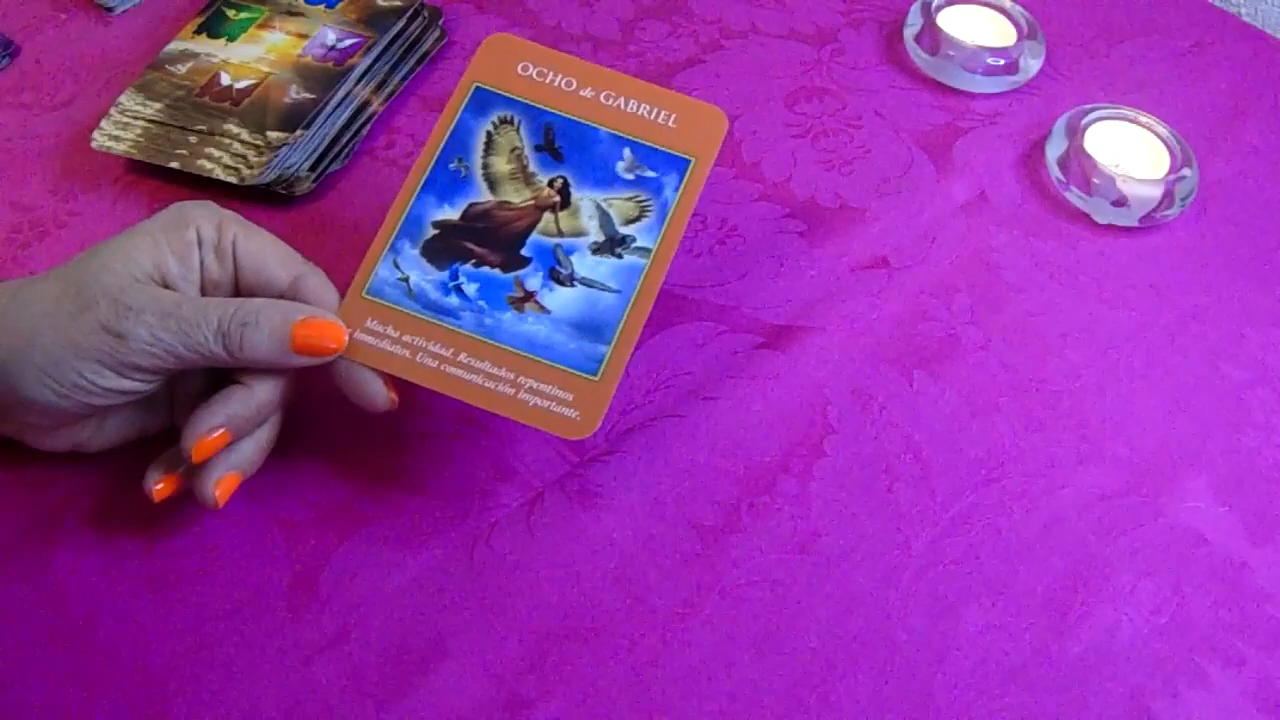 OCHO de GABRIEL
Mucha actividad. Resultados repentinos
inmediatos. Una comunicación importante.